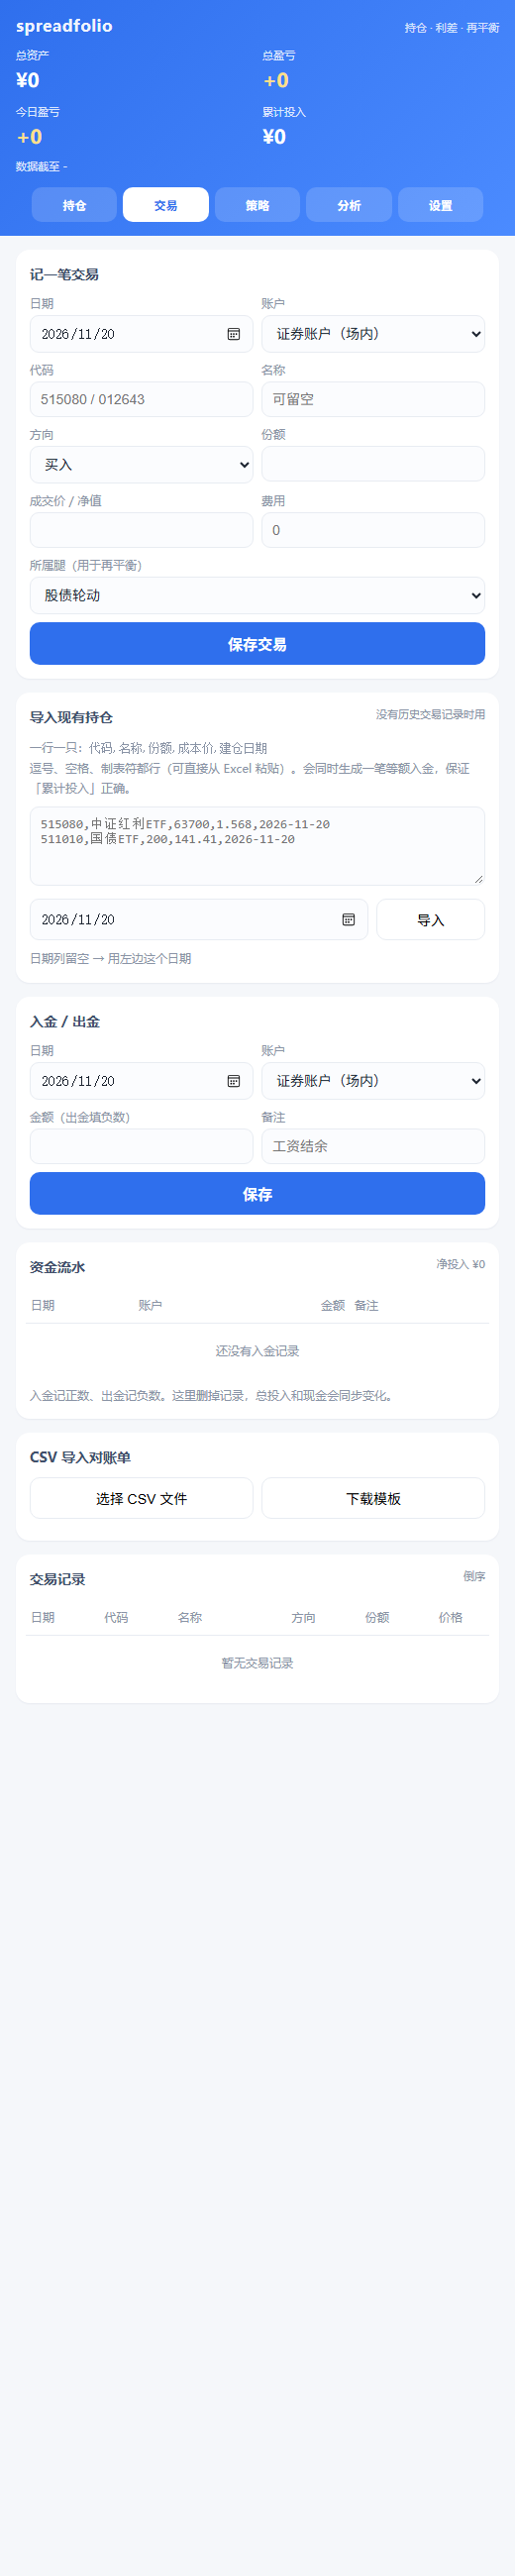 spreadfolio
持仓 · 利差 · 再平衡
总资产
总盈亏
¥0
+0
今日盈亏
累计投入
+0
¥0
数据截至 -
持仓
交易
策略
分析
设置
记一笔交易
日期
账户
2026/11/20
证券账户（场内）
代码
名称
515080 / 012643
可留空
方向
份额
买入
成交价 / 净值
费用
0
所属腿（用于再平衡）
股债轮动
保存交易
导入现有持仓
没有历史交易记录时用
一行一只：代码, 名称, 份额, 成本价, 建仓日期
逗号、空格、制表符都行（可直接从 Excel 粘贴）。会同时生成一笔等额入金，保证
「累计投入」正确。
515080,中证红利ETF,63700,1.568,2026-11-20
511010,国债ETF,200,141.41,2026-11-20
2026/11/20
导入
日期列留空 → 用左边这个日期
入金 / 出金
日期
账户
2026/11/20
证券账户（场内）
金额（出金填负数）
备注
工资结余
保存
资金流水
净投入 ¥0
日期
账户
金额
备注
还没有入金记录
入金记正数、出金记负数。这里删掉记录，总投入和现金会同步变化。
CSV 导入对账单
选择 CSV 文件
下载模板
交易记录
倒序
日期
代码
名称
方向
份额
价格
暂无交易记录